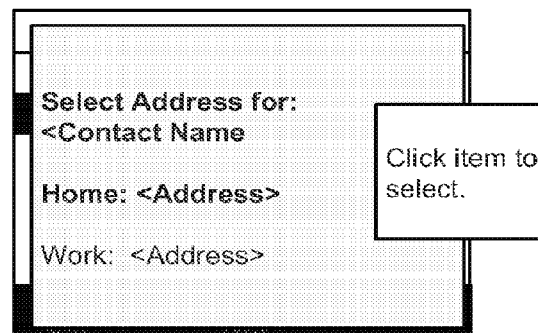 Select Address for:
<Contact Name
Home: <Address>
Work: <Address>
Click item to
select.